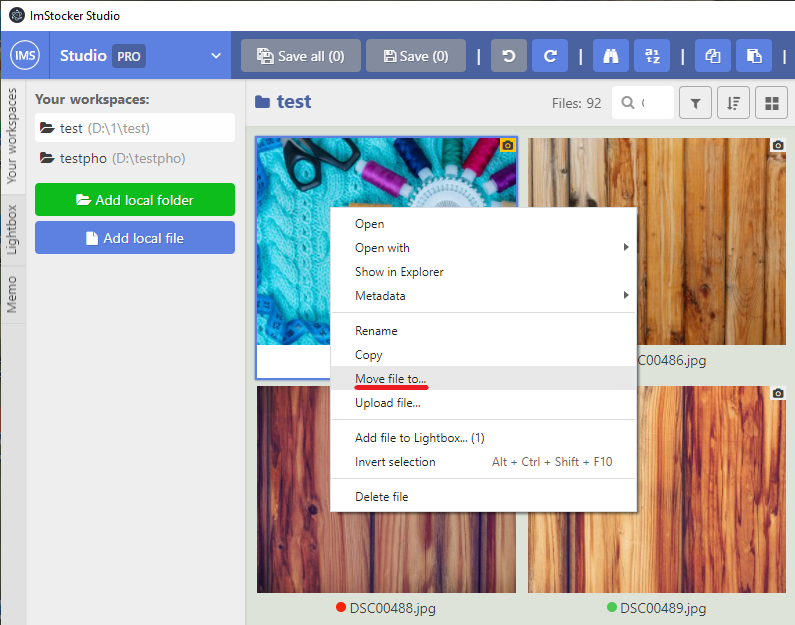 ImStocker Studio
IMS
Studio PRO
Save all (0)
Save (0)
Your workspaces
Lightbox
Memo
Your workspaces:
test (D:\1\test)
testpho (D:\testpho)
Add local folder
Add local file
test
Files: 92
Open
Open with
Show in Explorer
Metadata
Rename
Copy
Move file to...
Upload file...
Add file to Lightbox... (1)
Invert selection Alt + Ctrl + Shift + F10
Delete file
C00486.jpg
DSC00488.jpg
DSC00489.jpg